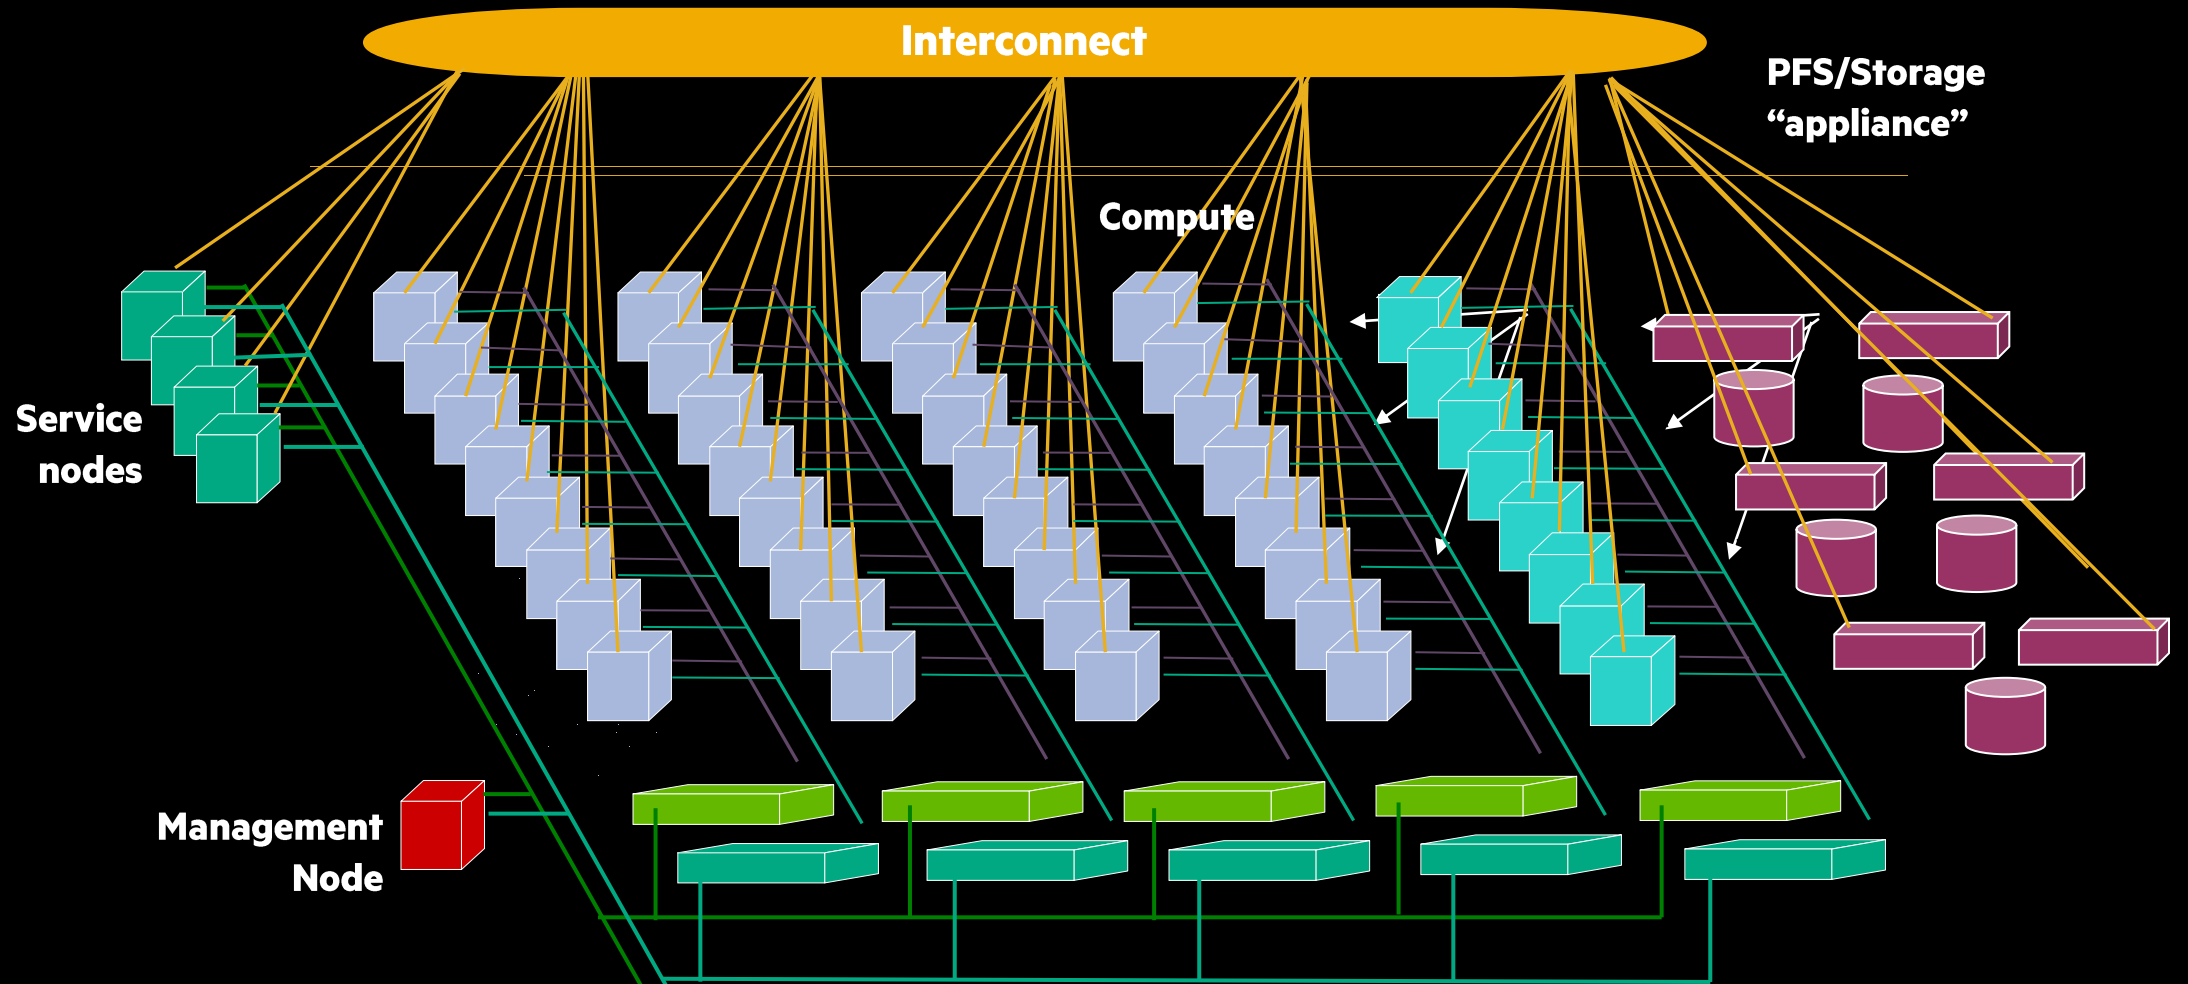 Interconnect
PFS/Storage
“appliance”
Compute
Service
nodes
Management
Node